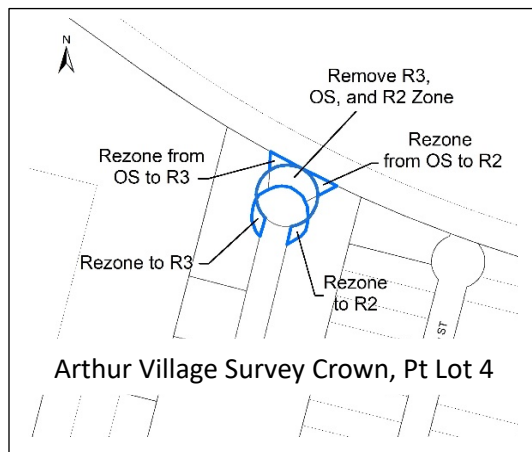 N
Remove R3,
OS, and R2 Zone
Rezone
from OS to R2
Rezone from
OS to R3
Rezone to R3
Rezone
to R2
ST
Arthur Village Survey Crown, Pt Lot 4